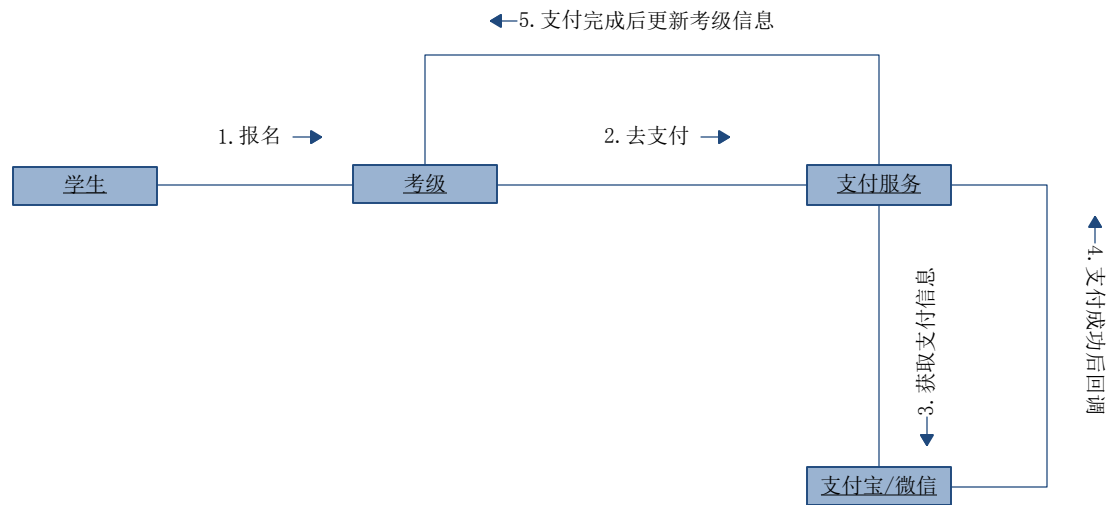 5.支付完成后更新考级信息
1.报名
2.去支付
学生
考级
支付服务
3.获取支付信息
4.支付成功后回调
支付宝/微信